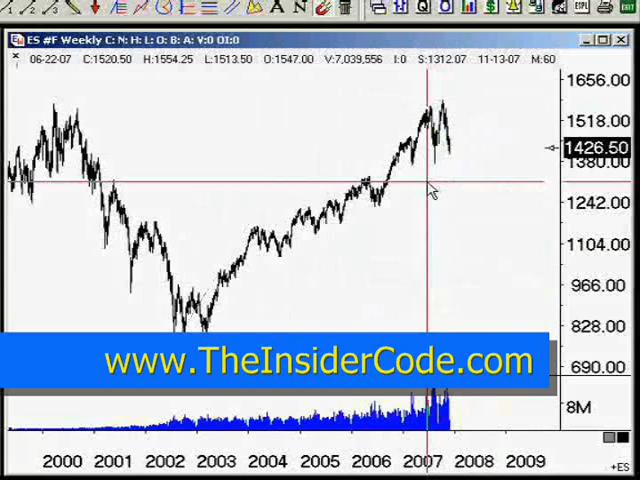 ES #F Weekly C: N: H: L: O: B: A: V:0 OI:0
06-22-07 C:1520.50 H:1554.25 L:1513.50 O:1547.00 V:7,039,556 I:0 S:1312.07 11-13-07 M:60
1656.00
1518.00
1426.50
1380.00
1242.00
1104.00
966.00
828.00
690.00
www.TheInsiderCode.com
8M
2000 2001 2002 2003 2004 2005 2006 2007 2008 2009
+ES